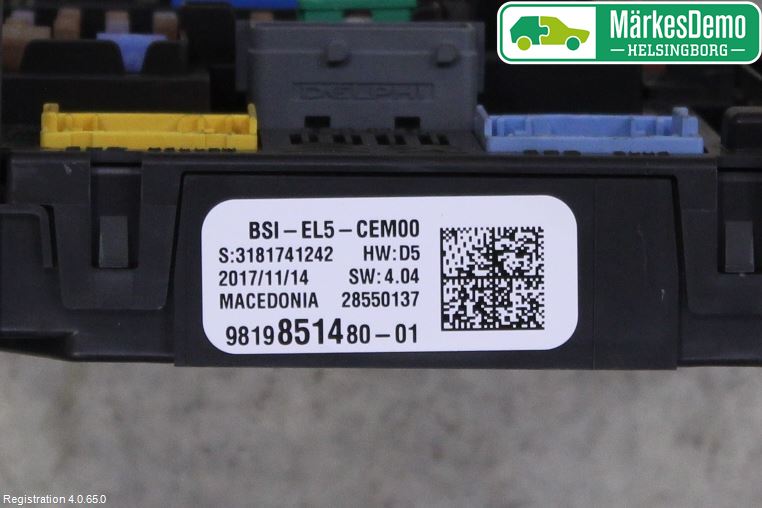 MärkesDemo
HELSINGBORG
DELPHI
BSI-EL5-CEM00
S:3181741242 HW:D5
2017/11/14 SW:4.04
MACEDONIA 28550137
9819851480-01
Registration 4.0.65.0